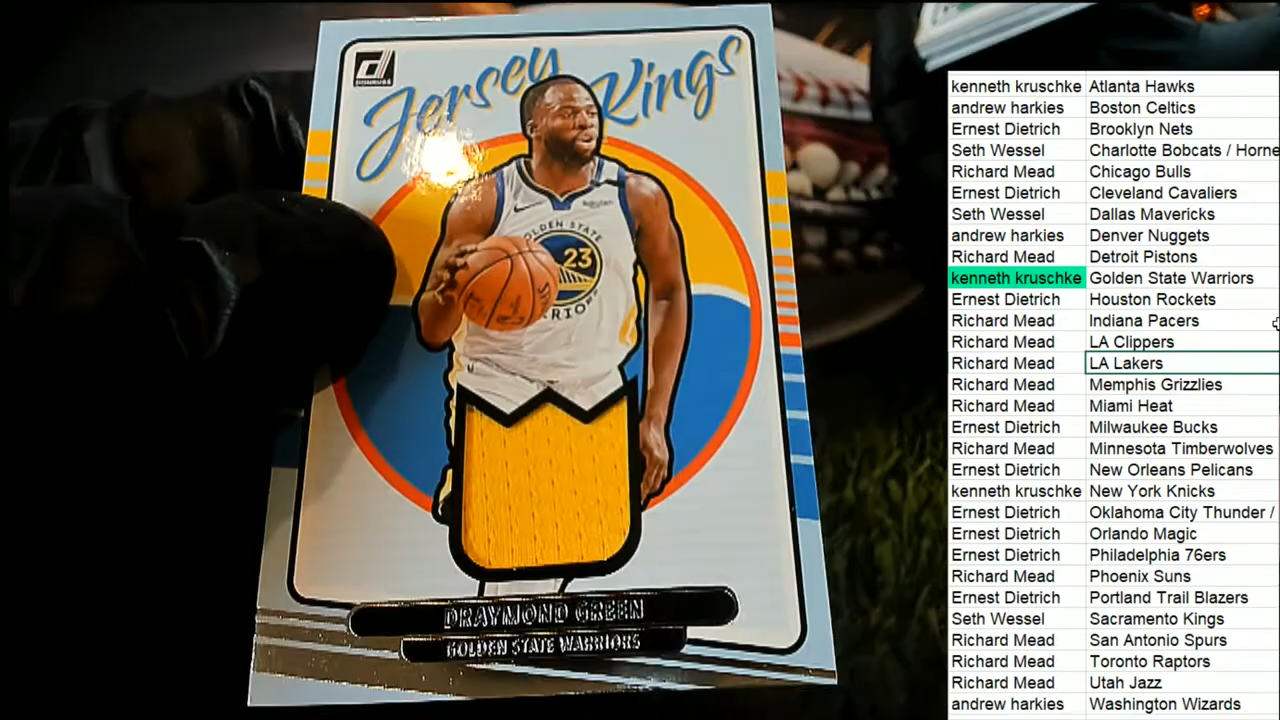 DONRUSS
Jersey Kings
Rakuten
GOLDEN STATE
23
WARRIORS
DRAYMOND GREEN
GOLDEN STATE WARRIORS
kenneth kruschke Atlanta Hawks
andrew harkies Boston Celtics
Ernest Dietrich Brooklyn Nets
Seth Wessel Charlotte Bobcats / Horne
Richard Mead Chicago Bulls
Ernest Dietrich Cleveland Cavaliers
Seth Wessel Dallas Mavericks
andrew harkies Denver Nuggets
Richard Mead Detroit Pistons
kenneth kruschke Golden State Warriors
Ernest Dietrich Houston Rockets
Richard Mead Indiana Pacers
Richard Mead LA Clippers
Richard Mead LA Lakers
Richard Mead Memphis Grizzlies
Richard Mead Miami Heat
Ernest Dietrich Milwaukee Bucks
Richard Mead Minnesota Timberwolves
Ernest Dietrich New Orleans Pelicans
kenneth kruschke New York Knicks
Ernest Dietrich Oklahoma City Thunder /
Ernest Dietrich Orlando Magic
Ernest Dietrich Philadelphia 76ers
Richard Mead Phoenix Suns
Ernest Dietrich Portland Trail Blazers
Seth Wessel Sacramento Kings
Richard Mead San Antonio Spurs
Richard Mead Toronto Raptors
Richard Mead Utah Jazz
andrew harkies Washington Wizards